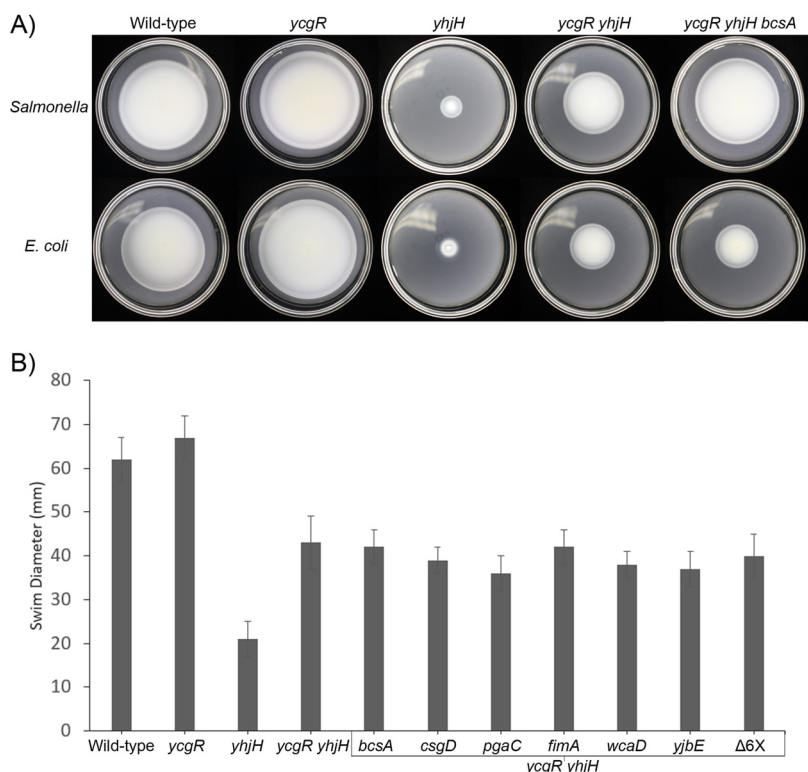 A)
Wild-type ycgR yhjH ycgR yhjH ycgR yhjH bcsA
Salmonella
E. coli
B)
80
70
60
50
40
30
20
10
0
Swim Diameter (mm)
Wild-type ycgR yhjH ycgR yhjH bcsA csgD pgaC fimA wcaD yjbE Δ6X
ycgR yhjH